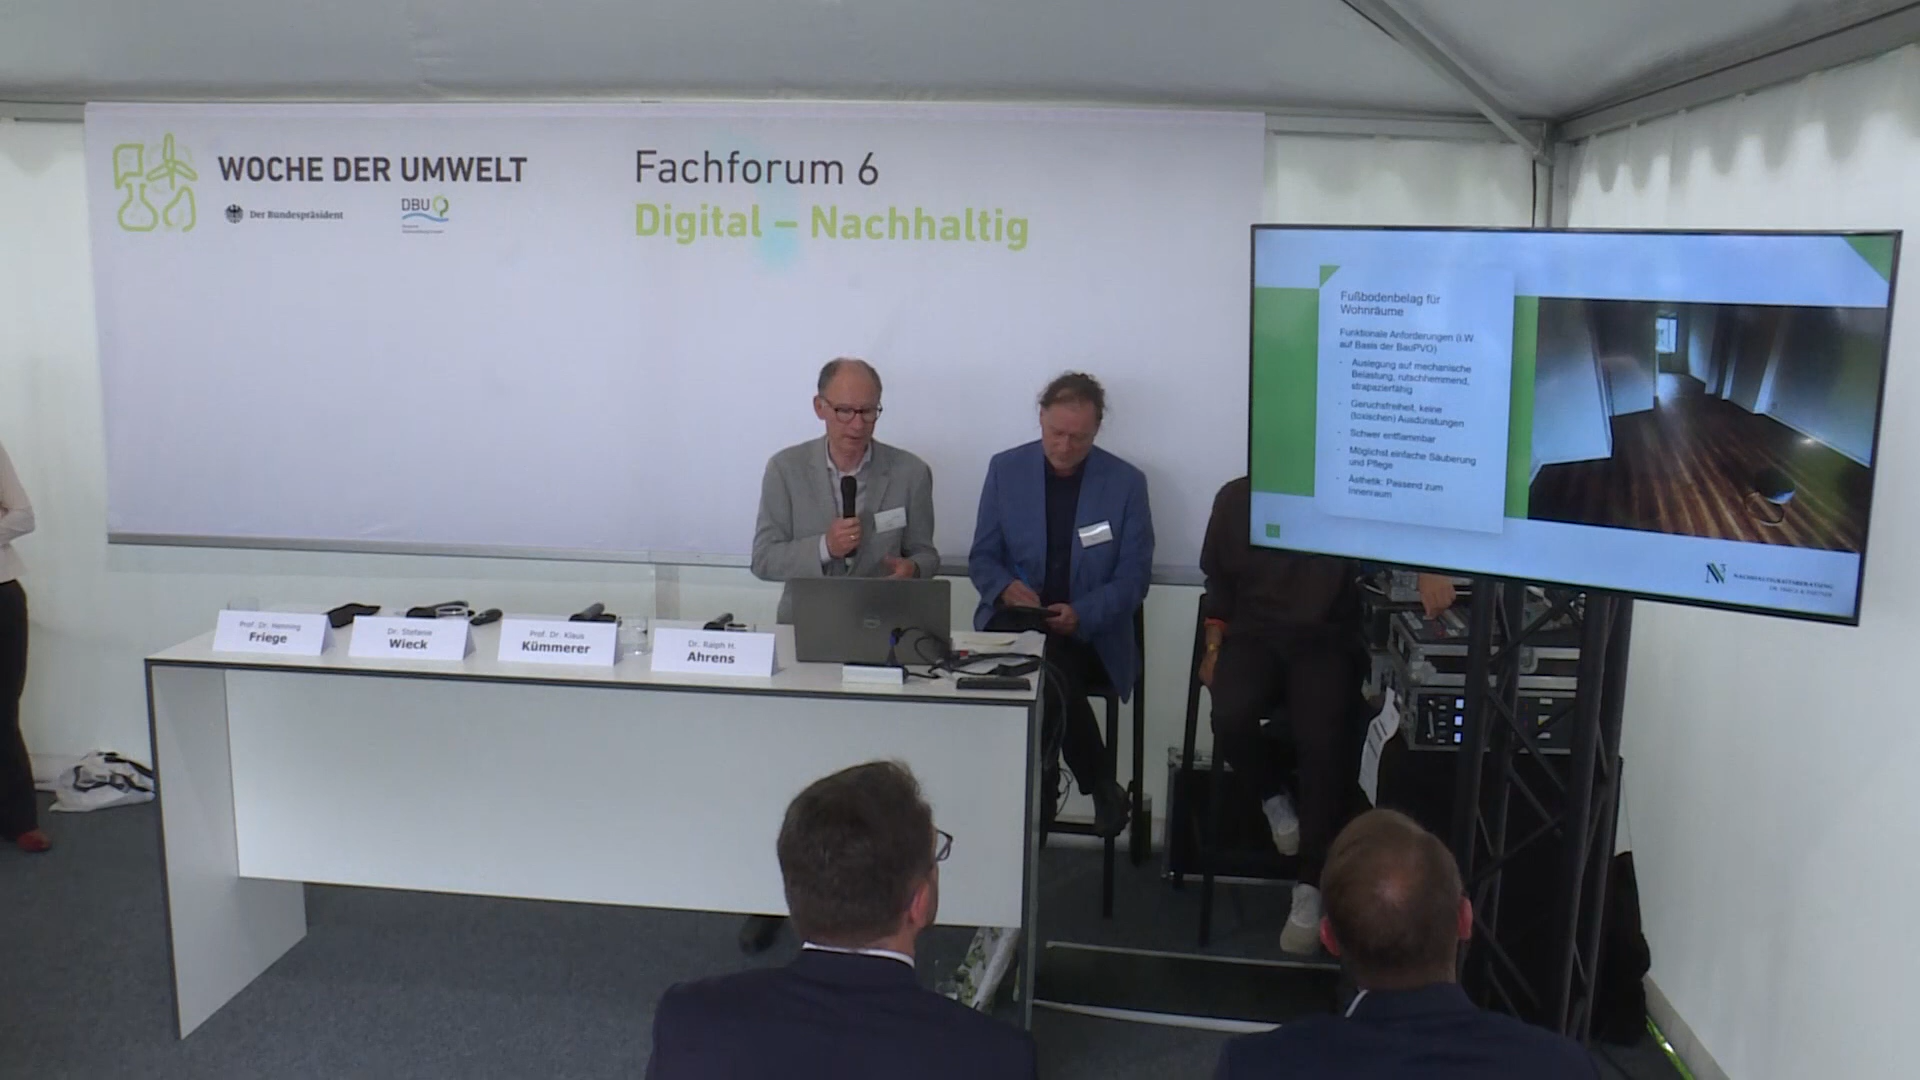 WOCHE DER UMWELT
Der Bundespräsident
DBU
Fachforum 6
Digital – Nachhaltig
Fußbodenbelag für
Wohnräume
Funktionale Anforderungen (i.W
auf Basis der BauPVO)
- Auslegung auf mechanische
Belastung, rutschhemmend,
strapazierfähig
- Geruchsfreiheit, keine
(toxischen) Ausdünstungen
- Schwer entflammbar
- Möglichst einfache Säuberung
und Pflege
- Ästhetik: Passend zum
Innenraum
NACHHALTIGKEITSBERATUNG
Prof. Dr. Henning
Friege
Dr. Stefanie
Wieck
Prof. Dr. Klaus
Kümmerer
Dr. Ralph H.
Ahrens